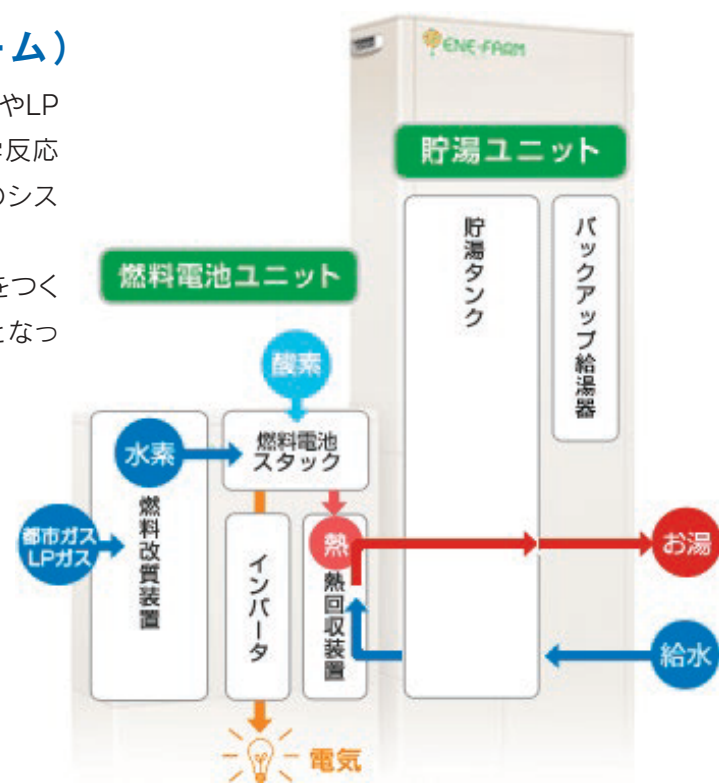 ーム）
やLP
学反応
のシス
をつく
となっ
ENE-FARM
貯湯ユニット
燃料電池ユニット
貯湯タンク
バックアップ給湯器
酸素
水素
燃料電池
スタック
都市ガス
LPガス
燃料改質装置
インバータ
熱
熱回収装置
お湯
給水
電気